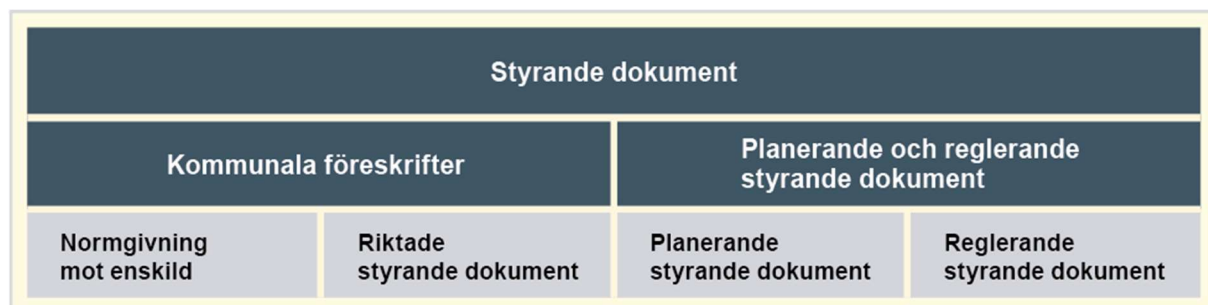 Styrande dokument
Kommunala föreskrifter
Planerande och reglerande
styrande dokument
Normgivning
mot enskild
Riktade
styrande dokument
Planerande
styrande dokument
Reglerande
styrande dokument